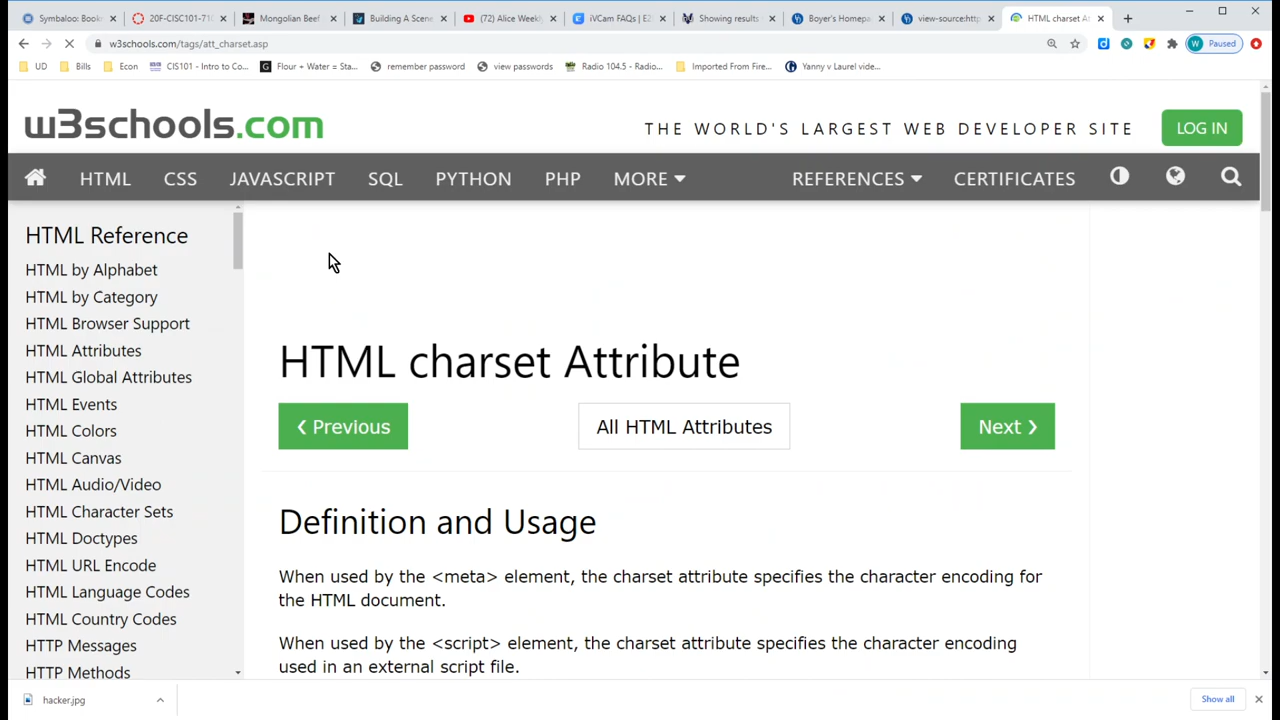 Symbaloo: Book
20F-CISC101-71
Mongolian Beef
Building A Scene
(72) Alice Weekl
iVCam FAQs | E2
Showing results
Boyer's Homepa
view-source:http
HTML charset At
w3schools.com/tags/att_charset.asp
Paused
UD
Bills
Econ
CIS101 - Intro to Co...
Flour + Water = Sta...
remember password
view passwords
Radio 104.5 - Radio...
Imported From Fire...
Yanny v Laurel vide...
w3schools.com
THE WORLD'S LARGEST WEB DEVELOPER SITE
LOG IN
HTML CSS JAVASCRIPT SQL PYTHON PHP MORE REFERENCES CERTIFICATES
HTML Reference
HTML by Alphabet
HTML by Category
HTML Browser Support
HTML Attributes
HTML Global Attributes
HTML Events
HTML Colors
HTML Canvas
HTML Audio/Video
HTML Character Sets
HTML Doctypes
HTML URL Encode
HTML Language Codes
HTML Country Codes
HTTP Messages
HTTP Methods
HTML charset Attribute
❮ Previous
All HTML Attributes
Next ❯
Definition and Usage
When used by the <meta> element, the charset attribute specifies the character encoding for
the HTML document.
When used by the <script> element, the charset attribute specifies the character encoding
used in an external script file.
hacker.jpg
Show all